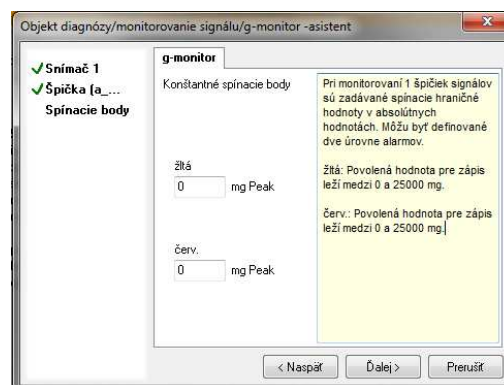 Objekt diagnózy/monitorovanie signálu/g-monitor -asistent
Snímač 1
Špička (a_...
Spínacie body
g-monitor
Konštantné spínacie body
žltá
0 mg Peak
červ.
0 mg Peak
Pri monitorovaní 1 špičiek signálov
sú zadávané spínacie hraničné
hodnoty v absolútnych
hodnotách. Môžu byť definované
dve úrovne alarmov.
žltá: Povolená hodnota pre zápis
leží medzi 0 a 25000 mg.
červ.: Povolená hodnota pre zápis
leží medzi 0 a 25000 mg.
< Naspäť
Ďalej >
Prerušiť